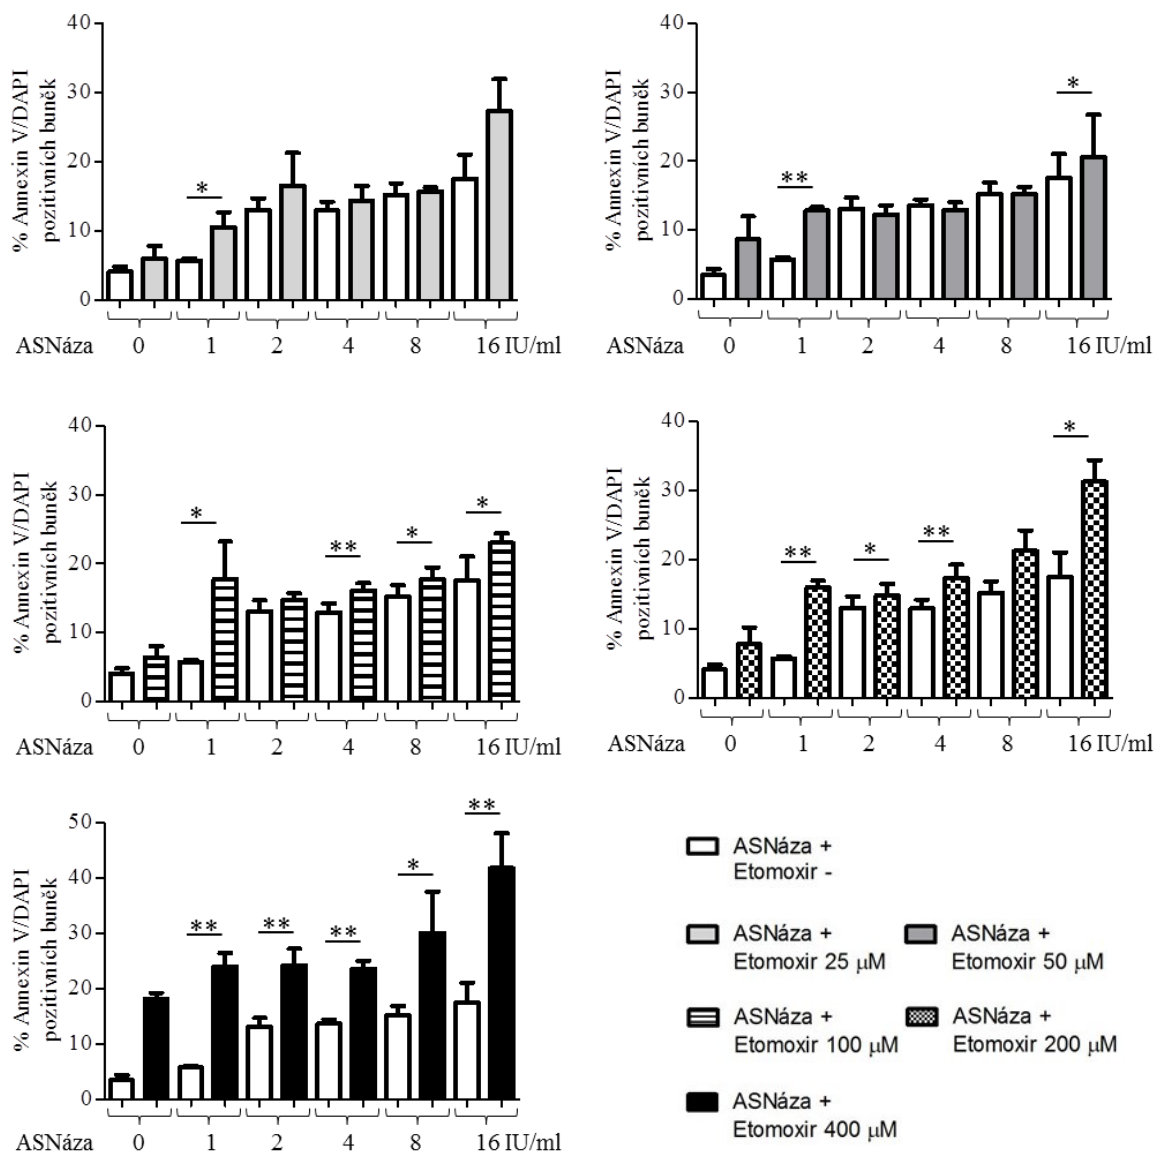 % Annexin V/DAPI
pozitivních buněk
40
30
20
10
0
*
ASNáza 0 1 2 4 8 16 IU/ml
% Annexin V/DAPI
pozitivních buněk
40
30
20
10
0
** *
ASNáza 0 1 2 4 8 16 IU/ml
% Annexin V/DAPI
pozitivních buněk
40
30
20
10
0
* ** * *
ASNáza 0 1 2 4 8 16 IU/ml
% Annexin V/DAPI
pozitivních buněk
40
30
20
10
0
** * ** *
ASNáza 0 1 2 4 8 16 IU/ml
% Annexin V/DAPI
pozitivních buněk
50
40
30
20
10
0
** ** ** * **
ASNáza 0 1 2 4 8 16 IU/ml
ASNáza +
Etomoxir -
ASNáza +
Etomoxir 25 µM
ASNáza +
Etomoxir 50 µM
ASNáza +
Etomoxir 100 µM
ASNáza +
Etomoxir 200 µM
ASNáza +
Etomoxir 400 µM